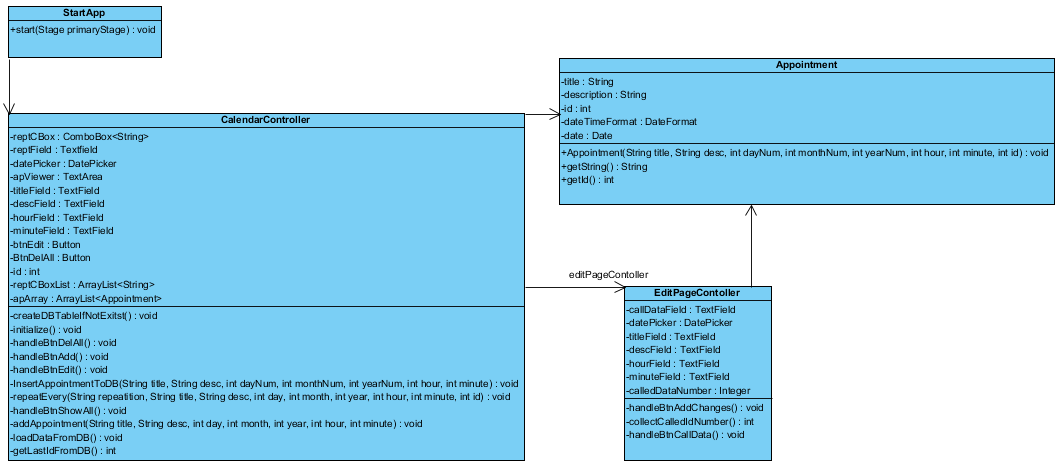 StartApp
+start(Stage primaryStage) : void
CalendarController
-reptCBox : ComboBox<String>
-reptField : Textfield
-datePicker : DatePicker
-apViewer : TextArea
-titleField : TextField
-descField : TextField
-hourField : TextField
-minuteField : TextField
-btnEdit : Button
-BtnDelAll : Button
-id : int
-reptCBoxList : ArrayList<String>
-apArray : ArrayList<Appointment>
-createDBTableIfNotExitst() : void
-initialize() : void
-handleBtnDelAll() : void
-handleBtnAdd() : void
-handleBtnEdit() : void
-InsertAppointmentToDB(String title, String desc, int dayNum, int monthNum, int yearNum, int hour, int minute) : void
-repeatEvery(String repeatition, String title, String desc, int day, int month, int year, int hour, int minute, int id) : void
-handleBtnShowAll() : void
-addAppointment(String title, String desc, int day, int month, int year, int hour, int minute) : void
-loadDataFromDB() : void
-getLastIdFromDB() : int
Appointment
-title : String
-description : String
-id : int
-dateTimeFormat : DateFormat
-date : Date
+Appointment(String title, String desc, int dayNum, int monthNum, int yearNum, int hour, int minute, int id) : void
+getString() : String
+getId() : int
editPageContoller
EditPageContoller
-callDataField : TextField
-datePicker : DatePicker
-titleField : TextField
-descField : TextField
-hourField : TextField
-minuteField : TextField
-calledDataNumber : Integer
-handleBtnAddChanges() : void
-collectCalledIdNumber() : int
-handleBtnCallData() : void